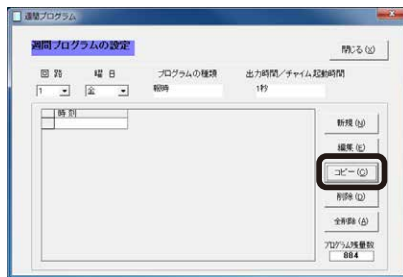 週間プログラム
週間プログラムの設定
閉じる (X)
回 路 曜 日 プログラムの種類 出力時間/チャイム起動時間
1 金 報時 1秒
時 刻
新規 (N)
編集 (E)
コピー (C)
削除 (D)
全削除 (A)
プログラム残量数
884